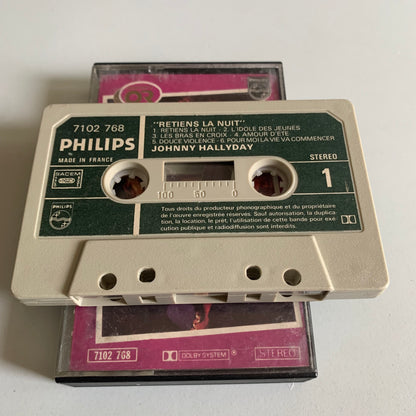 7102 768
PHILIPS
MADE IN FRANCE
"RETIENS LA NUIT"
1. RETIENS LA NUIT - 2. L'IDOLE DES JEUNES
3. LES BRAS EN CROIX - 4. AMOUR D'ETE
5. DOUCE VIOLENCE - 6. POUR MOI LA VIE VA COMMENCER
JOHNNY HALLYDAY
STEREO
1
SACEM
100 50 0
PHILIPS
Tous droits du producteur phonographique et du propriétaire
de l'œuvre enregistrée réservés. Sauf autorisation, la duplica-
tion, la location, le prêt, l'utilisation de cette bande pour exé-
cution publique et radiodiffusion sont interdits.
7102 768
DOLBY SYSTEM ®
STEREO